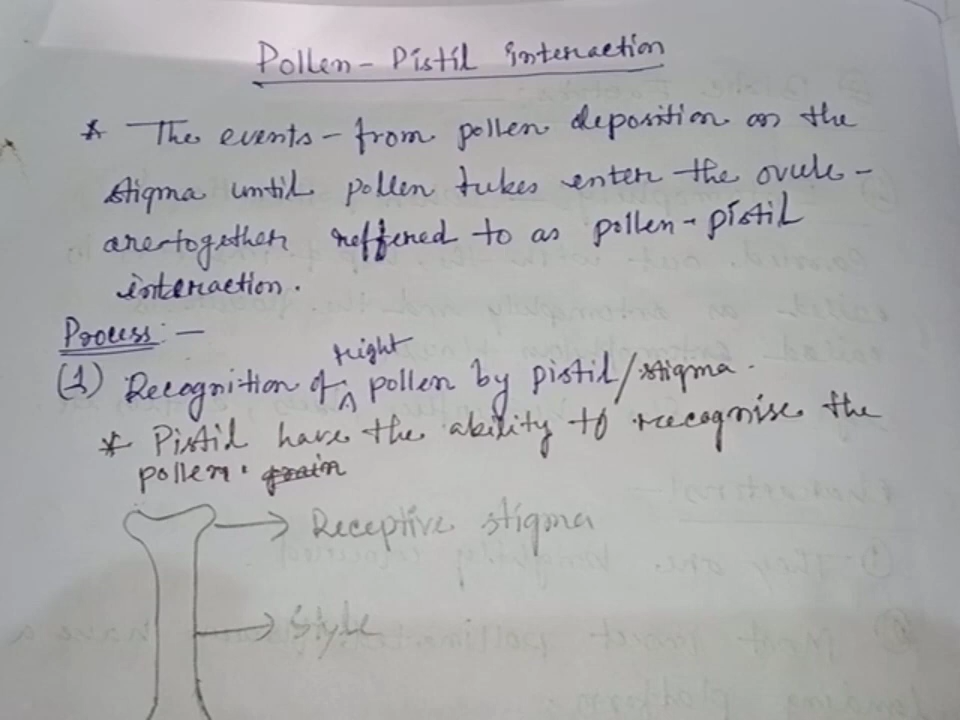 Pollen - Pistil interaction
* The events - from pollen deposition on the
stigma until pollen tubes enter the ovule -
are together reffered to as pollen - pistil
interaction.
Process :-
right
(1) Recognition of ^ pollen by pistil/stigma.
* Pistil have the ability to recognise the
pollen. grain
→ Receptive stigma
→ Style